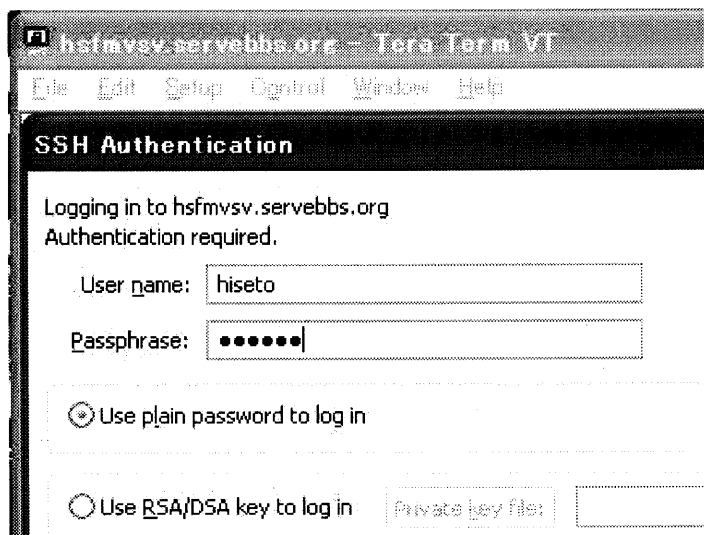 hsfmvsv.servebbs.org - Tera Term VT
File Edit Setup Control Window Help
SSH Authentication
Logging in to hsfmvsv.servebbs.org
Authentication required.
User name: hiseto
Passphrase: ●●●●●●
Use plain password to log in
Use RSA/DSA key to log in Private key file: